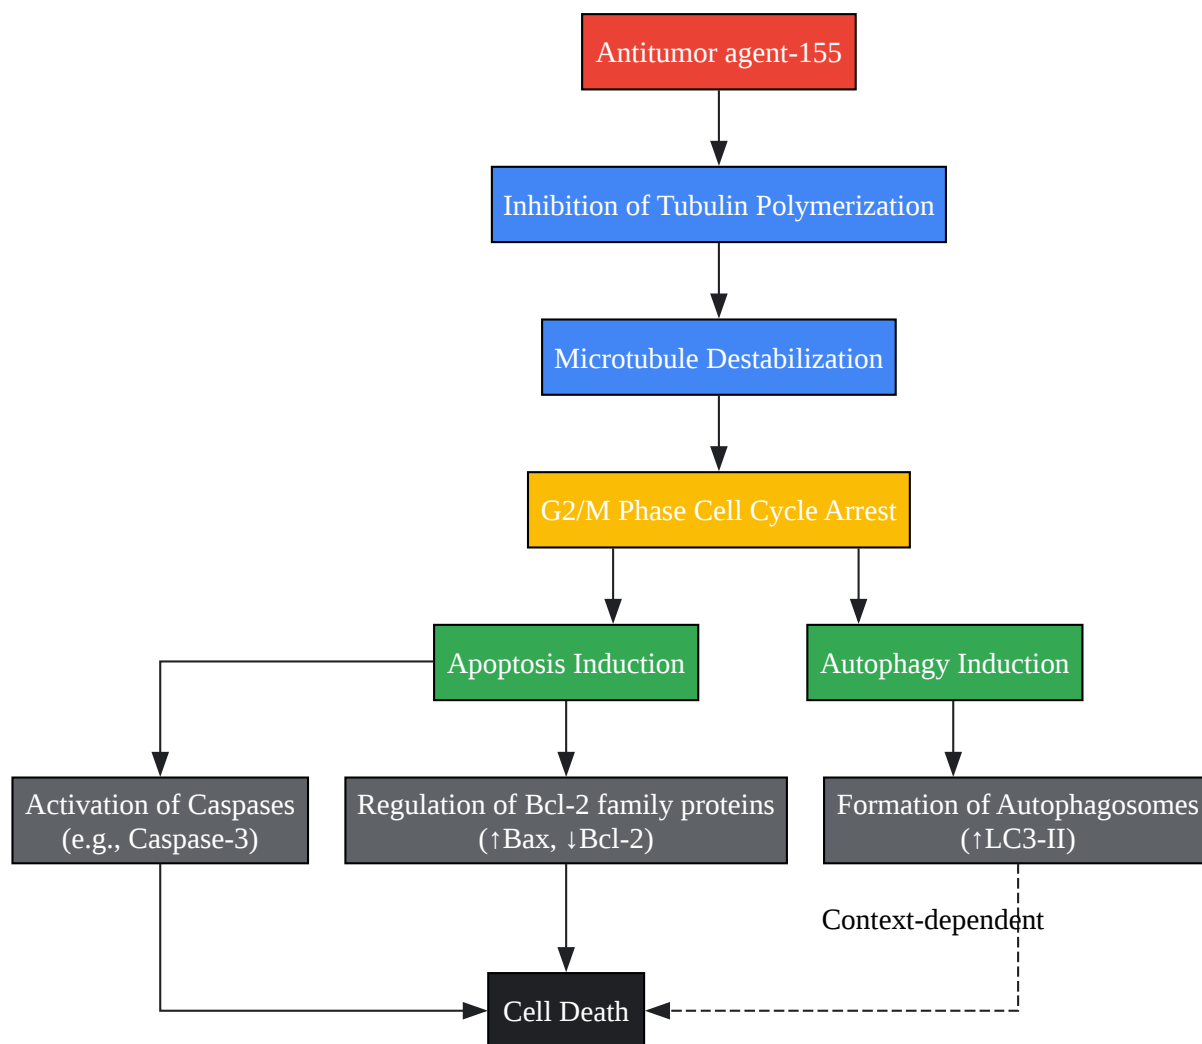 Antitumor agent-155
Inhibition of Tubulin Polymerization
Microtubule Destabilization
G2/M Phase Cell Cycle Arrest
Apoptosis Induction
Autophagy Induction
Activation of Caspases
(e.g., Caspase-3)
Regulation of Bcl-2 family proteins
(↑Bax, ↓Bcl-2)
Formation of Autophagosomes
(↑LC3-II)
Context-dependent
Cell Death